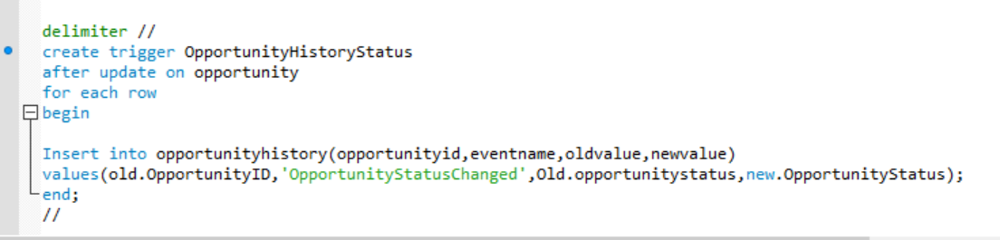 delimiter //
create trigger OpportunityHistoryStatus
after update on opportunity
for each row
begin
Insert into opportunityhistory(opportunityid,eventname,oldvalue,newvalue)
values(old.OpportunityID,'OpportunityStatusChanged',Old.opportunitystatus,new.OpportunityStatus);
end;
//